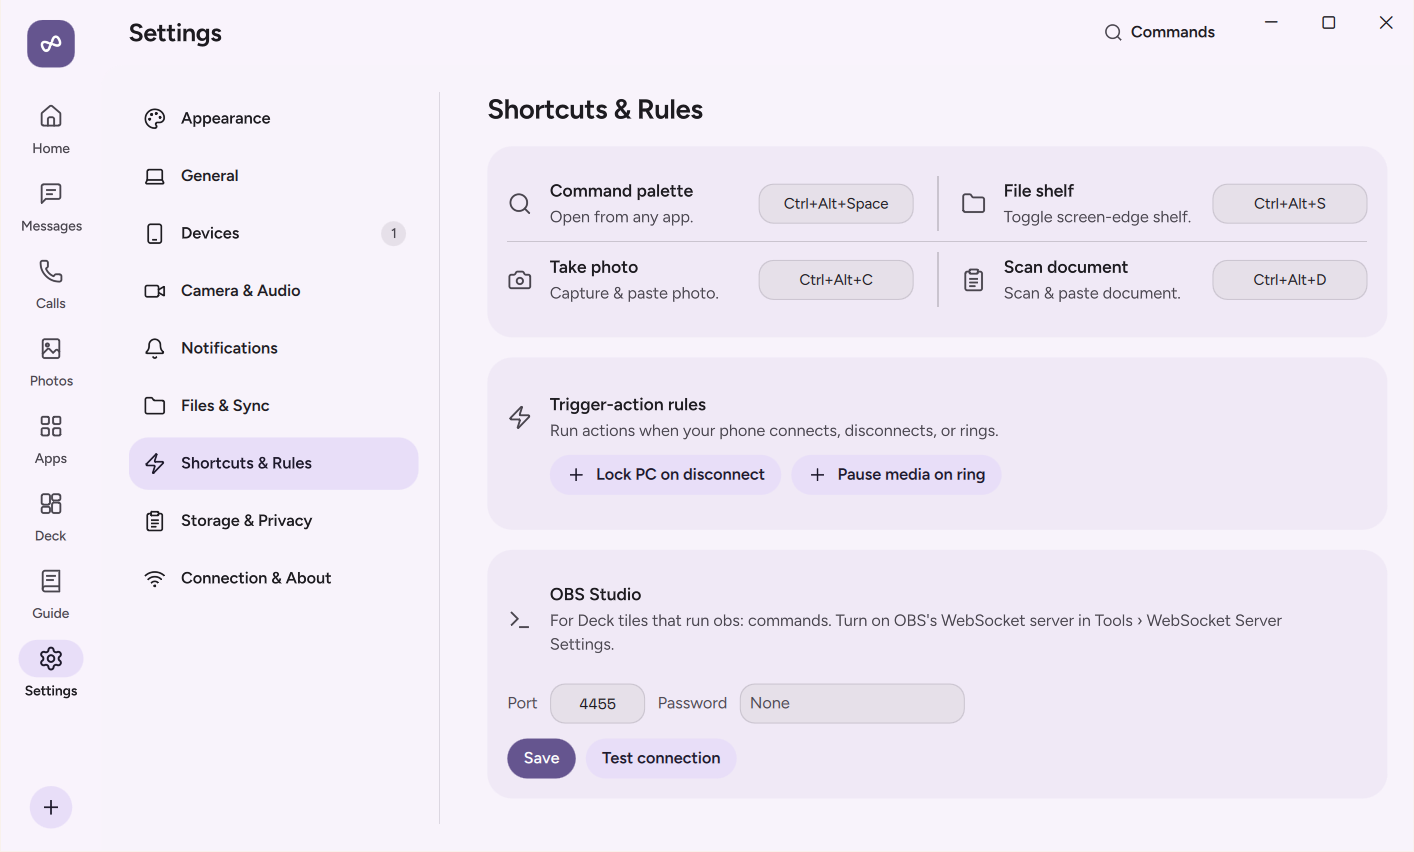 Settings
Commands
Home
Messages
Calls
Photos
Apps
Deck
Guide
Settings
Appearance
General
Devices
1
Camera & Audio
Notifications
Files & Sync
Shortcuts & Rules
Storage & Privacy
Connection & About
Shortcuts & Rules
Command palette
Open from any app.
Ctrl+Alt+Space
File shelf
Toggle screen-edge shelf.
Ctrl+Alt+S
Take photo
Capture & paste photo.
Ctrl+Alt+C
Scan document
Scan & paste document.
Ctrl+Alt+D
Trigger-action rules
Run actions when your phone connects, disconnects, or rings.
Lock PC on disconnect
Pause media on ring
OBS Studio
For Deck tiles that run obs: commands. Turn on OBS's WebSocket server in Tools › WebSocket Server
Settings.
Port
4455
Password
None
Save
Test connection